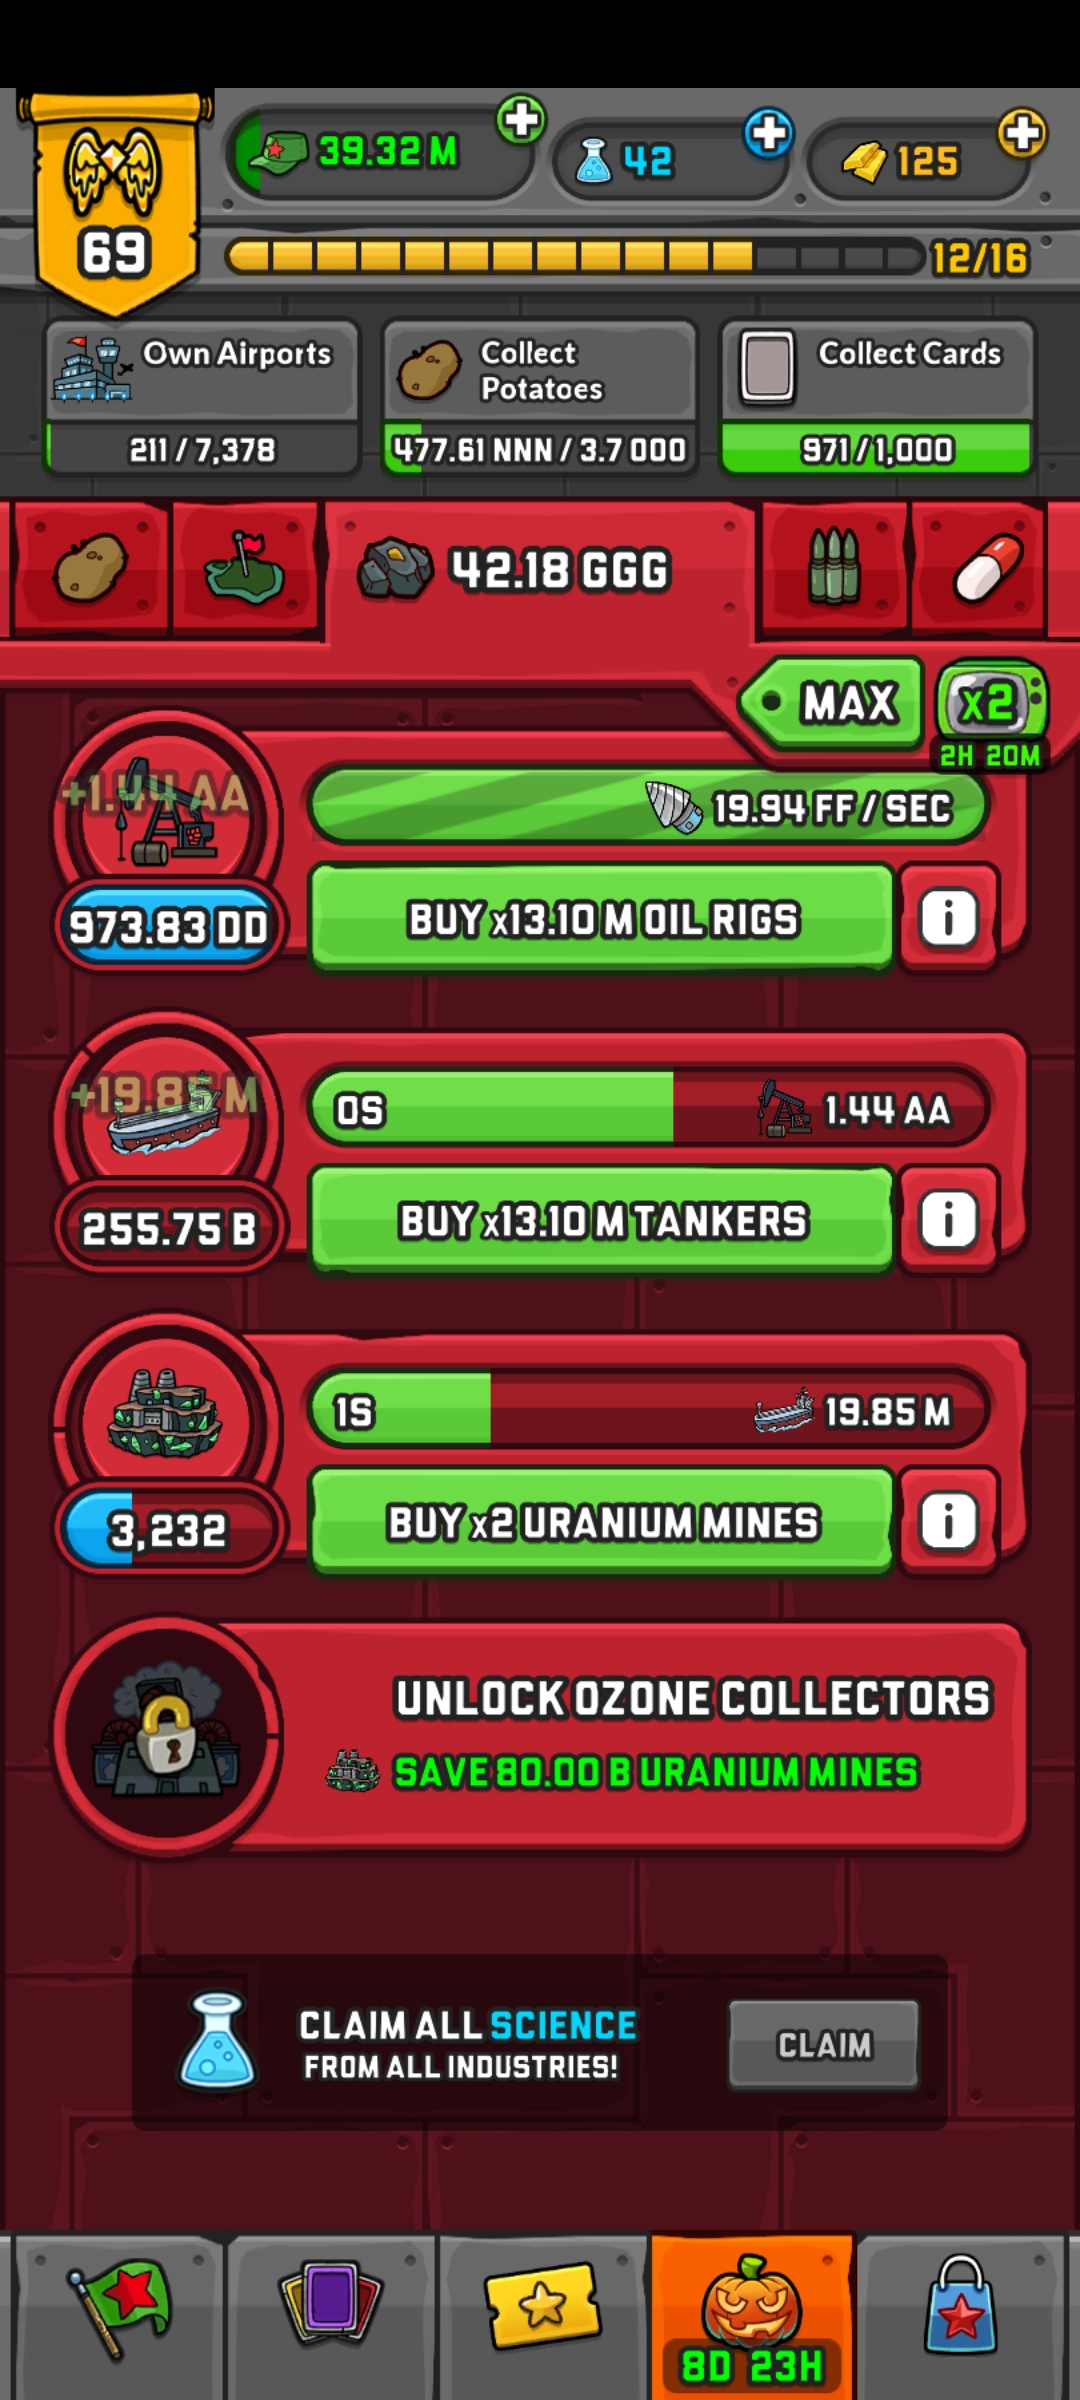 69
39.32 M
42
125
12/16
Own Airports
211 / 7,378
Collect
Potatoes
477.61 NNN / 3.7 OOO
Collect Cards
971 / 1,000
42.18 GGG
MAX
x2
2H 20M
+1.44 AA
19.94 FF / SEC
973.83 DD
BUY x13.10 M OIL RIGS
i
+19.85 M
0S
1.44 AA
255.75 B
BUY x13.10 M TANKERS
i
1S
19.85 M
3,232
BUY x2 URANIUM MINES
i
UNLOCK OZONE COLLECTORS
SAVE 80.00 B URANIUM MINES
CLAIM ALL SCIENCE
FROM ALL INDUSTRIES!
CLAIM
8D 23H